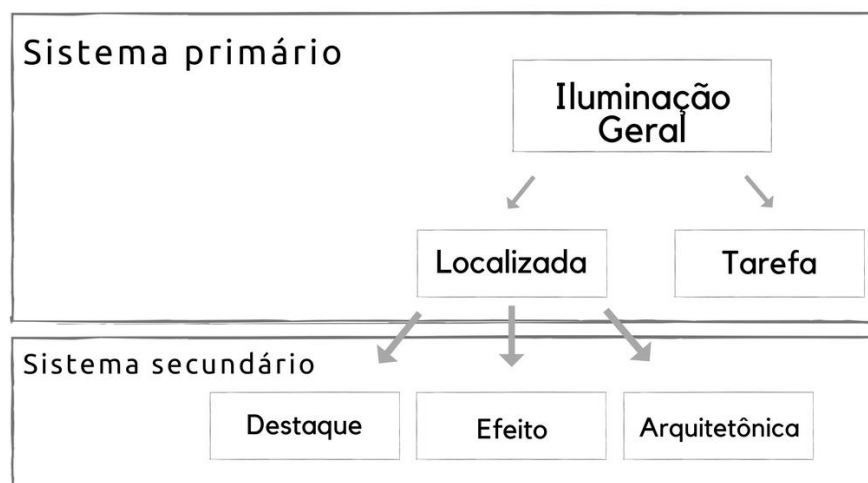 Sistema primário
Iluminação
Geral
Localizada
Tarefa
Sistema secundário
Destaque
Efeito
Arquitetônica